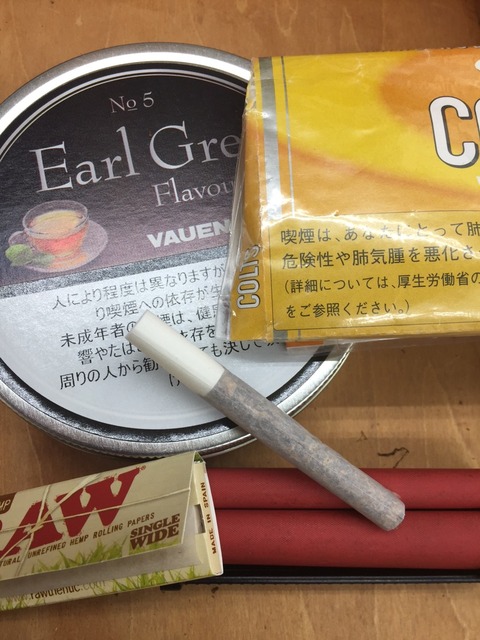 No 5
Earl Gre
Flavou
VAUEN
人により程度は異なりますが
り喫煙への依存が生
未成年者の 煙は、健
響やた 存を
周りの人から勧 ても決して
COLTS
CO
喫煙は、あなたにとって肺
危険性や肺気腫を悪化さ
(詳細については、厚生労働省の
をご参照ください。)
RAW
NATURAL UNREFINED HEMP ROLLING PAPERS
SINGLE
WIDE
MADE IN SPAIN